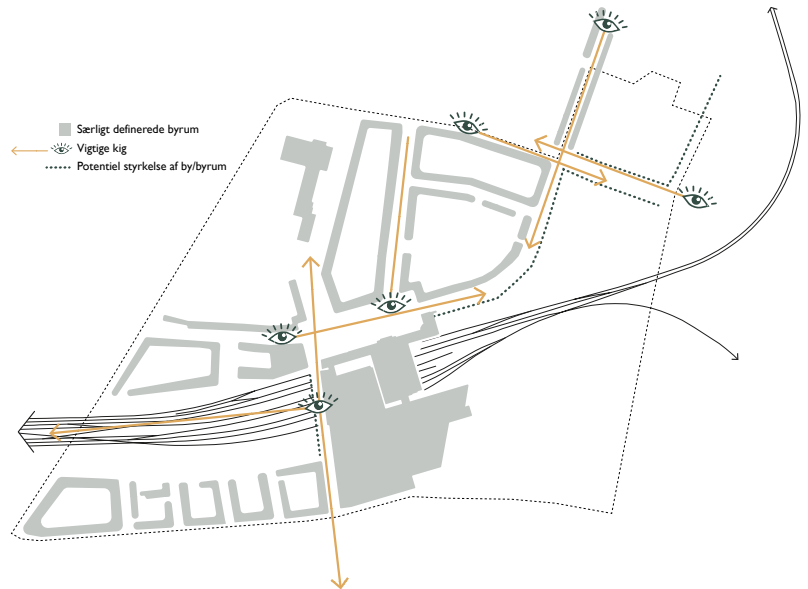 Særligt definerede byrum
Vigtige kig
Potentiel styrkelse af by/byrum